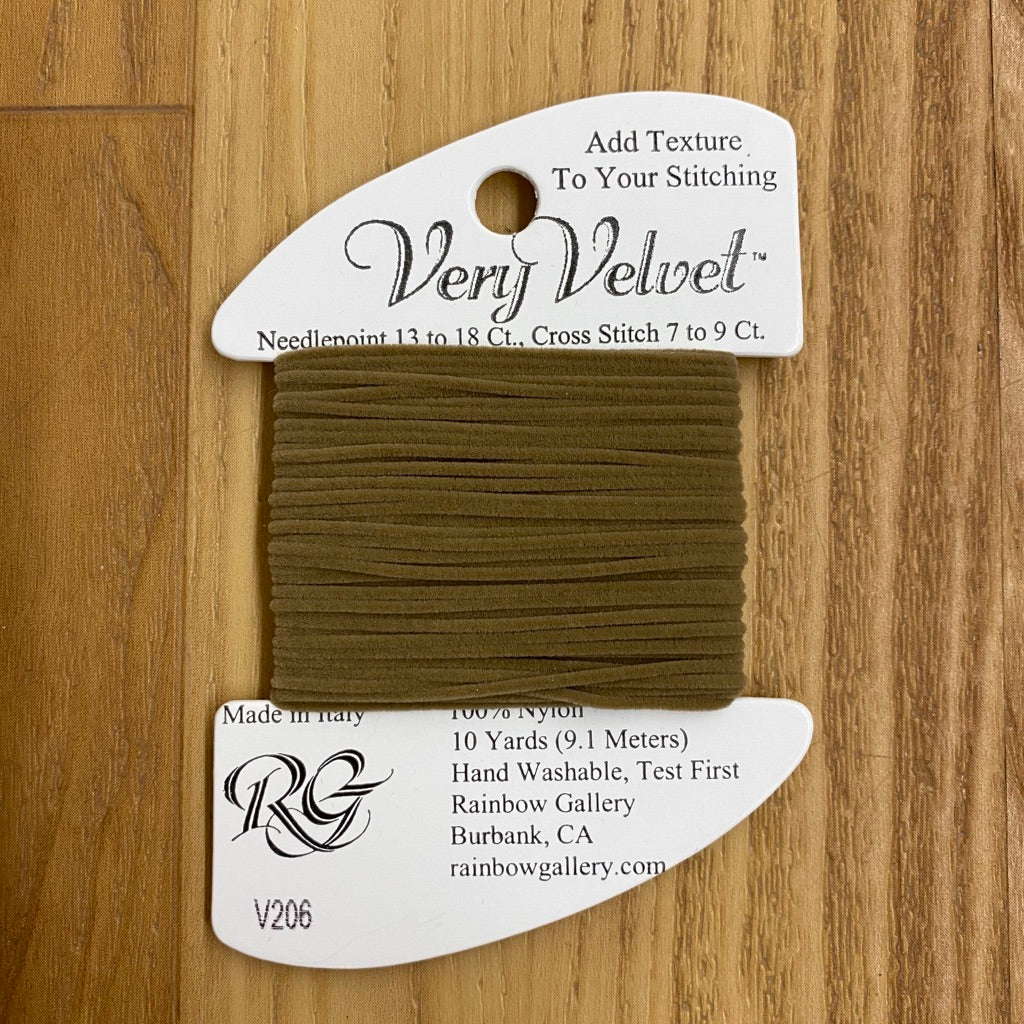 Add Texture
To Your Stitching
Very Velvet™
Needlepoint 13 to 18 Ct., Cross Stitch 7 to 9 Ct.
Made in Italy
100% Nylon
10 Yards (9.1 Meters)
Hand Washable, Test First
Rainbow Gallery
Burbank, CA
rainbowgallery.com
RG
V206